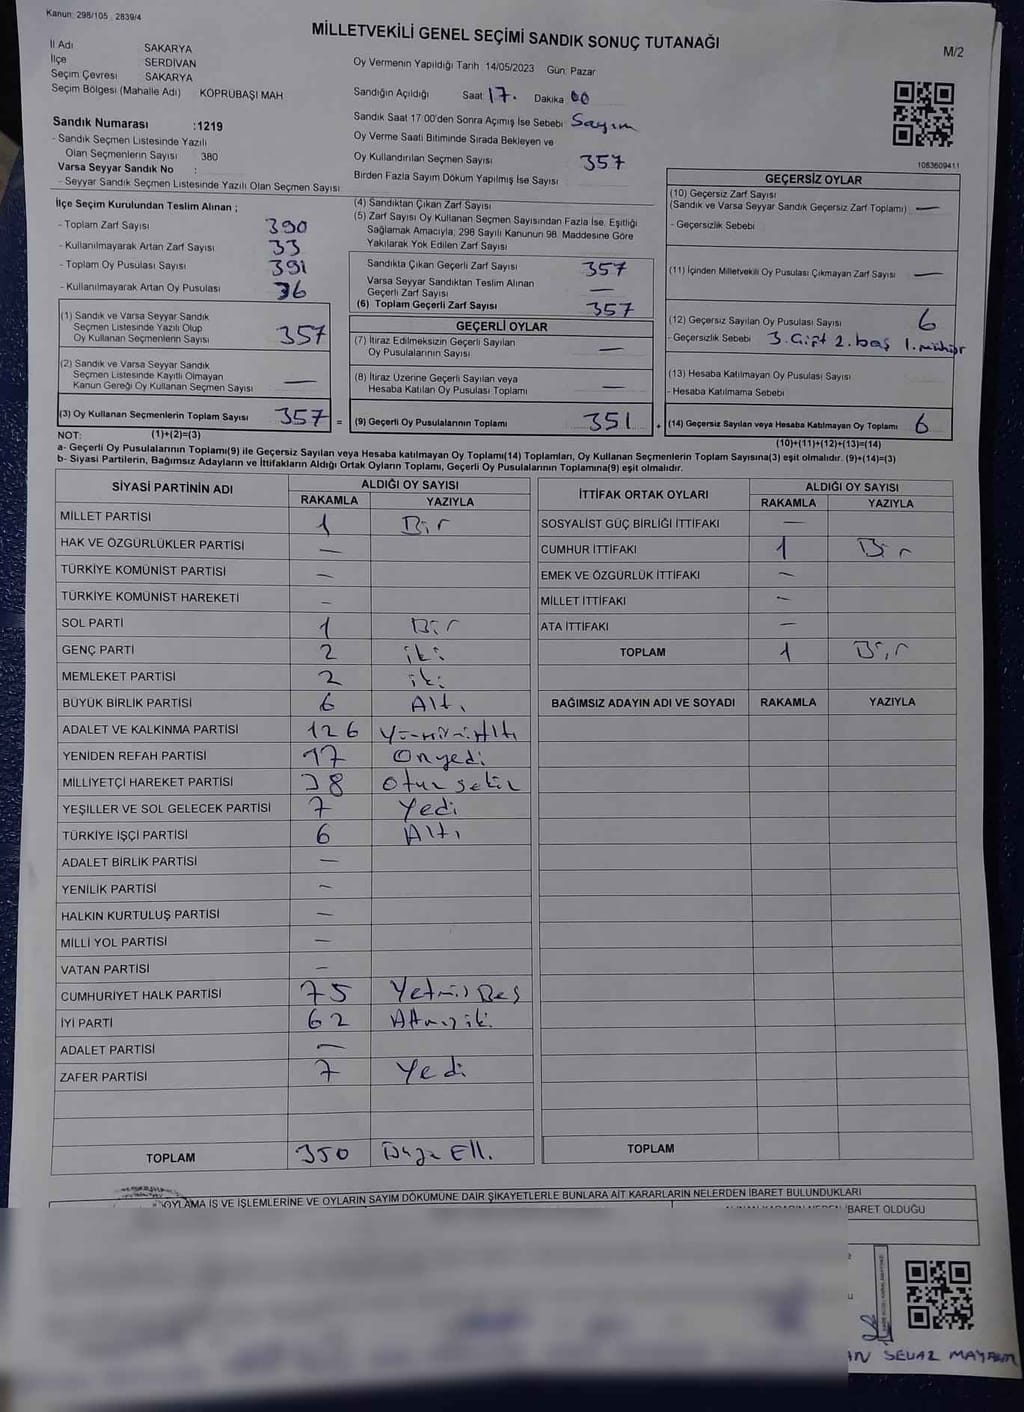 Kanun: 298/105 , 2839/4
MİLLETVEKİLİ GENEL SEÇİMİ SANDIK SONUÇ TUTANAĞI
M/2
İl Adı SAKARYA
İlçe SERDİVAN
Seçim Çevresi SAKARYA
Seçim Bölgesi (Mahalle Adı) KÖPRÜBAŞI MAH
Oy Vermenin Yapıldığı Tarih 14/05/2023 Gün: Pazar
Sandığın Açıldığı Saat 17. Dakika 00
Sandık Saat 17:00'den Sonra Açımış İse Sebebi Sayım
Oy Verme Saati Bitiminde Sırada Bekleyen ve
Oy Kullandırılan Seçmen Sayısı 357
Birden Fazla Sayım Döküm Yapılmış İse Sayısı
Sandık Numarası :1219
- Sandık Seçmen Listesinde Yazılı
Olan Seçmenlerin Sayısı 380
Varsa Seyyar Sandık No :
- Seyyar Sandık Seçmen Listesinde Yazılı Olan Seçmen Sayısı
1083609411
İlçe Seçim Kurulundan Teslim Alınan ;
- Toplam Zarf Sayısı 390
- Kullanılmayarak Artan Zarf Sayısı 33
- Toplam Oy Pusulası Sayısı 391
- Kullanılmayarak Artan Oy Pusulası 36
(1) Sandık ve Varsa Seyyar Sandık
Seçmen Listesinde Yazılı Olup
Oy Kullanan Seçmenlerin Sayısı 357
(2) Sandık ve Varsa Seyyar Sandık
Seçmen Listesinde Kayıtlı Olmayan
Kanun Gereği Oy Kullanan Seçmen Sayısı —
(3) Oy Kullanan Seçmenlerin Toplam Sayısı 357 =
(1)+(2)=(3)
(4) Sandıktan Çıkan Zarf Sayısı
(5) Zarf Sayısı Oy Kullanan Seçmen Sayısından Fazla İse, Eşitliği
Sağlamak Amacıyla; 298 Sayılı Kanunun 98. Maddesine Göre
Yakılarak Yok Edilen Zarf Sayısı
Sandıkta Çıkan Geçerli Zarf Sayısı 357
Varsa Seyyar Sandıktan Teslim Alınan
Geçerli Zarf Sayısı —
(6) Toplam Geçerli Zarf Sayısı 357
GEÇERLİ OYLAR
(7) İtiraz Edilmeksizin Geçerli Sayılan
Oy Pusulalarının Sayısı —
(8) İtiraz Üzerine Geçerli Sayılan veya
Hesaba Katılan Oy Pusulalarının Toplamı —
(9) Geçerli Oy Pusulalarının Toplamı 351 +
GEÇERSİZ OYLAR
(10) Geçersiz Zarf Sayısı
(Sandık ve Varsa Seyyar Sandık Geçersiz Zarf Toplamı) —
- Geçersizlik Sebebi
(11) İçinden Milletvekili Oy Pusulası Çıkmayan Zarf Sayısı —
(12) Geçersiz Sayılan Oy Pusulası Sayısı 6
- Geçersizlik Sebebi 3. Çift 2. baş 1. mühür
(13) Hesaba Katılmayan Oy Pusulası Sayısı
- Hesaba Katılmama Sebebi
(14) Geçersiz Sayılan veya Hesaba Katılmayan Oy Toplamı 6
(10)+(11)+(12)+(13)=(14)
NOT:
a- Geçerli Oy Pusulalarının Toplamı(9) ile Geçersiz Sayılan veya Hesaba katılmayan Oy Toplamı(14) Toplamları, Oy Kullanan Seçmenlerin Toplam Sayısına(3) eşit olmalıdır. (9)+(14)=(3)
b- Siyasi Partilerin, Bağımsız Adayların ve İttifakların Aldığı Ortak Oyların Toplamı, Geçerli Oy Pusulalarının Toplamına(9) eşit olmalıdır.
SİYASİ PARTİNİN ADI ALDIĞI OY SAYISI
RAKAMLA YAZIYLA
MİLLET PARTİSİ 1 Bir
HAK VE ÖZGÜRLÜKLER PARTİSİ —
TÜRKİYE KOMÜNİST PARTİSİ —
TÜRKİYE KOMÜNİST HAREKETİ —
SOL PARTİ 1 Bir
GENÇ PARTİ 2 iki
MEMLEKET PARTİSİ 2 iki
BÜYÜK BİRLİK PARTİSİ 6 Altı
ADALET VE KALKINMA PARTİSİ 126 Yüzyirmi Altı
YENİDEN REFAH PARTİSİ 17 Onyedi
MİLLİYETÇİ HAREKET PARTİSİ 38 Otuz sekiz
YEŞİLLER VE SOL GELECEK PARTİSİ 7 Yedi
TÜRKİYE İŞÇİ PARTİSİ 6 Altı
ADALET BİRLİK PARTİSİ —
YENİLİK PARTİSİ —
HALKIN KURTULUŞ PARTİSİ —
MİLLİ YOL PARTİSİ —
VATAN PARTİSİ —
CUMHURİYET HALK PARTİSİ 75 Yetmiş Beş
İYİ PARTİ 62 Atmış iki
ADALET PARTİSİ —
ZAFER PARTİSİ 7 Yedi
TOPLAM 350 Üçyüz Elli
İTTİFAK ORTAK OYLARI ALDIĞI OY SAYISI
RAKAMLA YAZIYLA
SOSYALİST GÜÇ BİRLİĞİ İTTİFAKI —
CUMHUR İTTİFAKI 1 Bir
EMEK VE ÖZGÜRLÜK İTTİFAKI —
MİLLET İTTİFAKI —
ATA İTTİFAKI —
TOPLAM 1 Bir
BAĞIMSIZ ADAYIN ADI VE SOYADI RAKAMLA YAZIYLA
TOPLAM
OYLAMA İŞ VE İŞLEMLERİNE VE OYLARIN SAYIM DÖKÜMÜNE DAİR ŞİKAYETLERLE BUNLARA AİT KARARLARIN NELERDEN İBARET BULUNDUKLARI
İBARET OLDUĞU